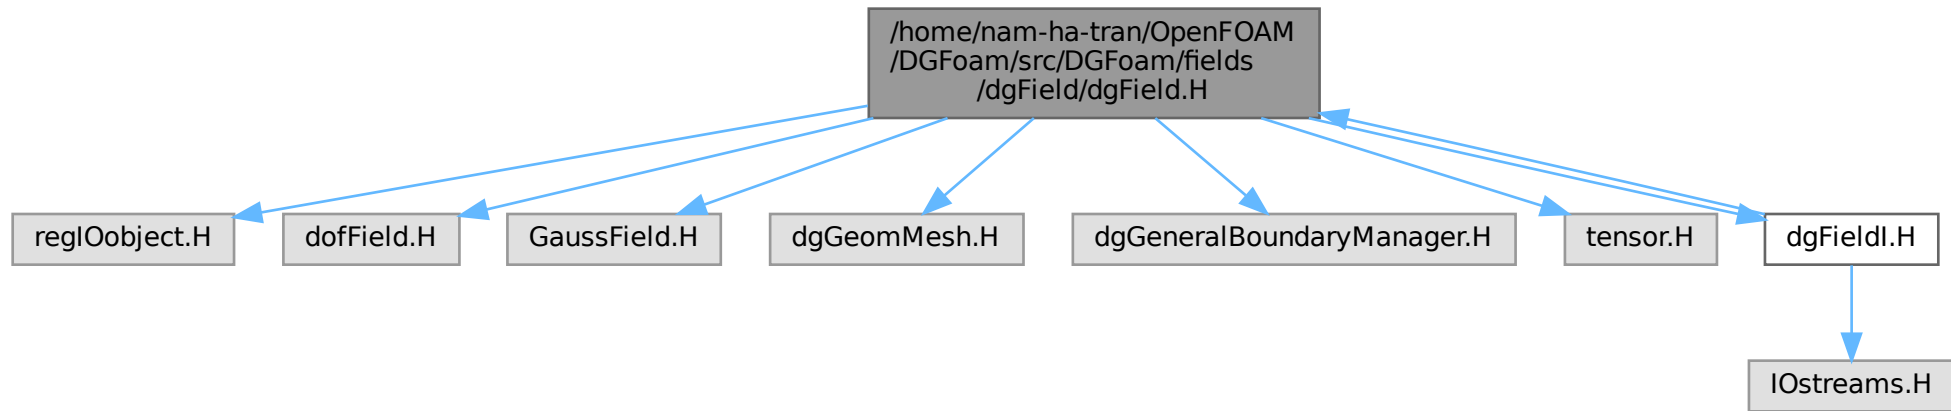 /home/nam-ha-tran/OpenFOAM
/DGFoam/src/DGFoam/fields
/dgField/dgField.H
regIOobject.H
dofField.H
GaussField.H
dgGeomMesh.H
dgGeneralBoundaryManager.H
tensor.H
dgFieldI.H
IOstreams.H